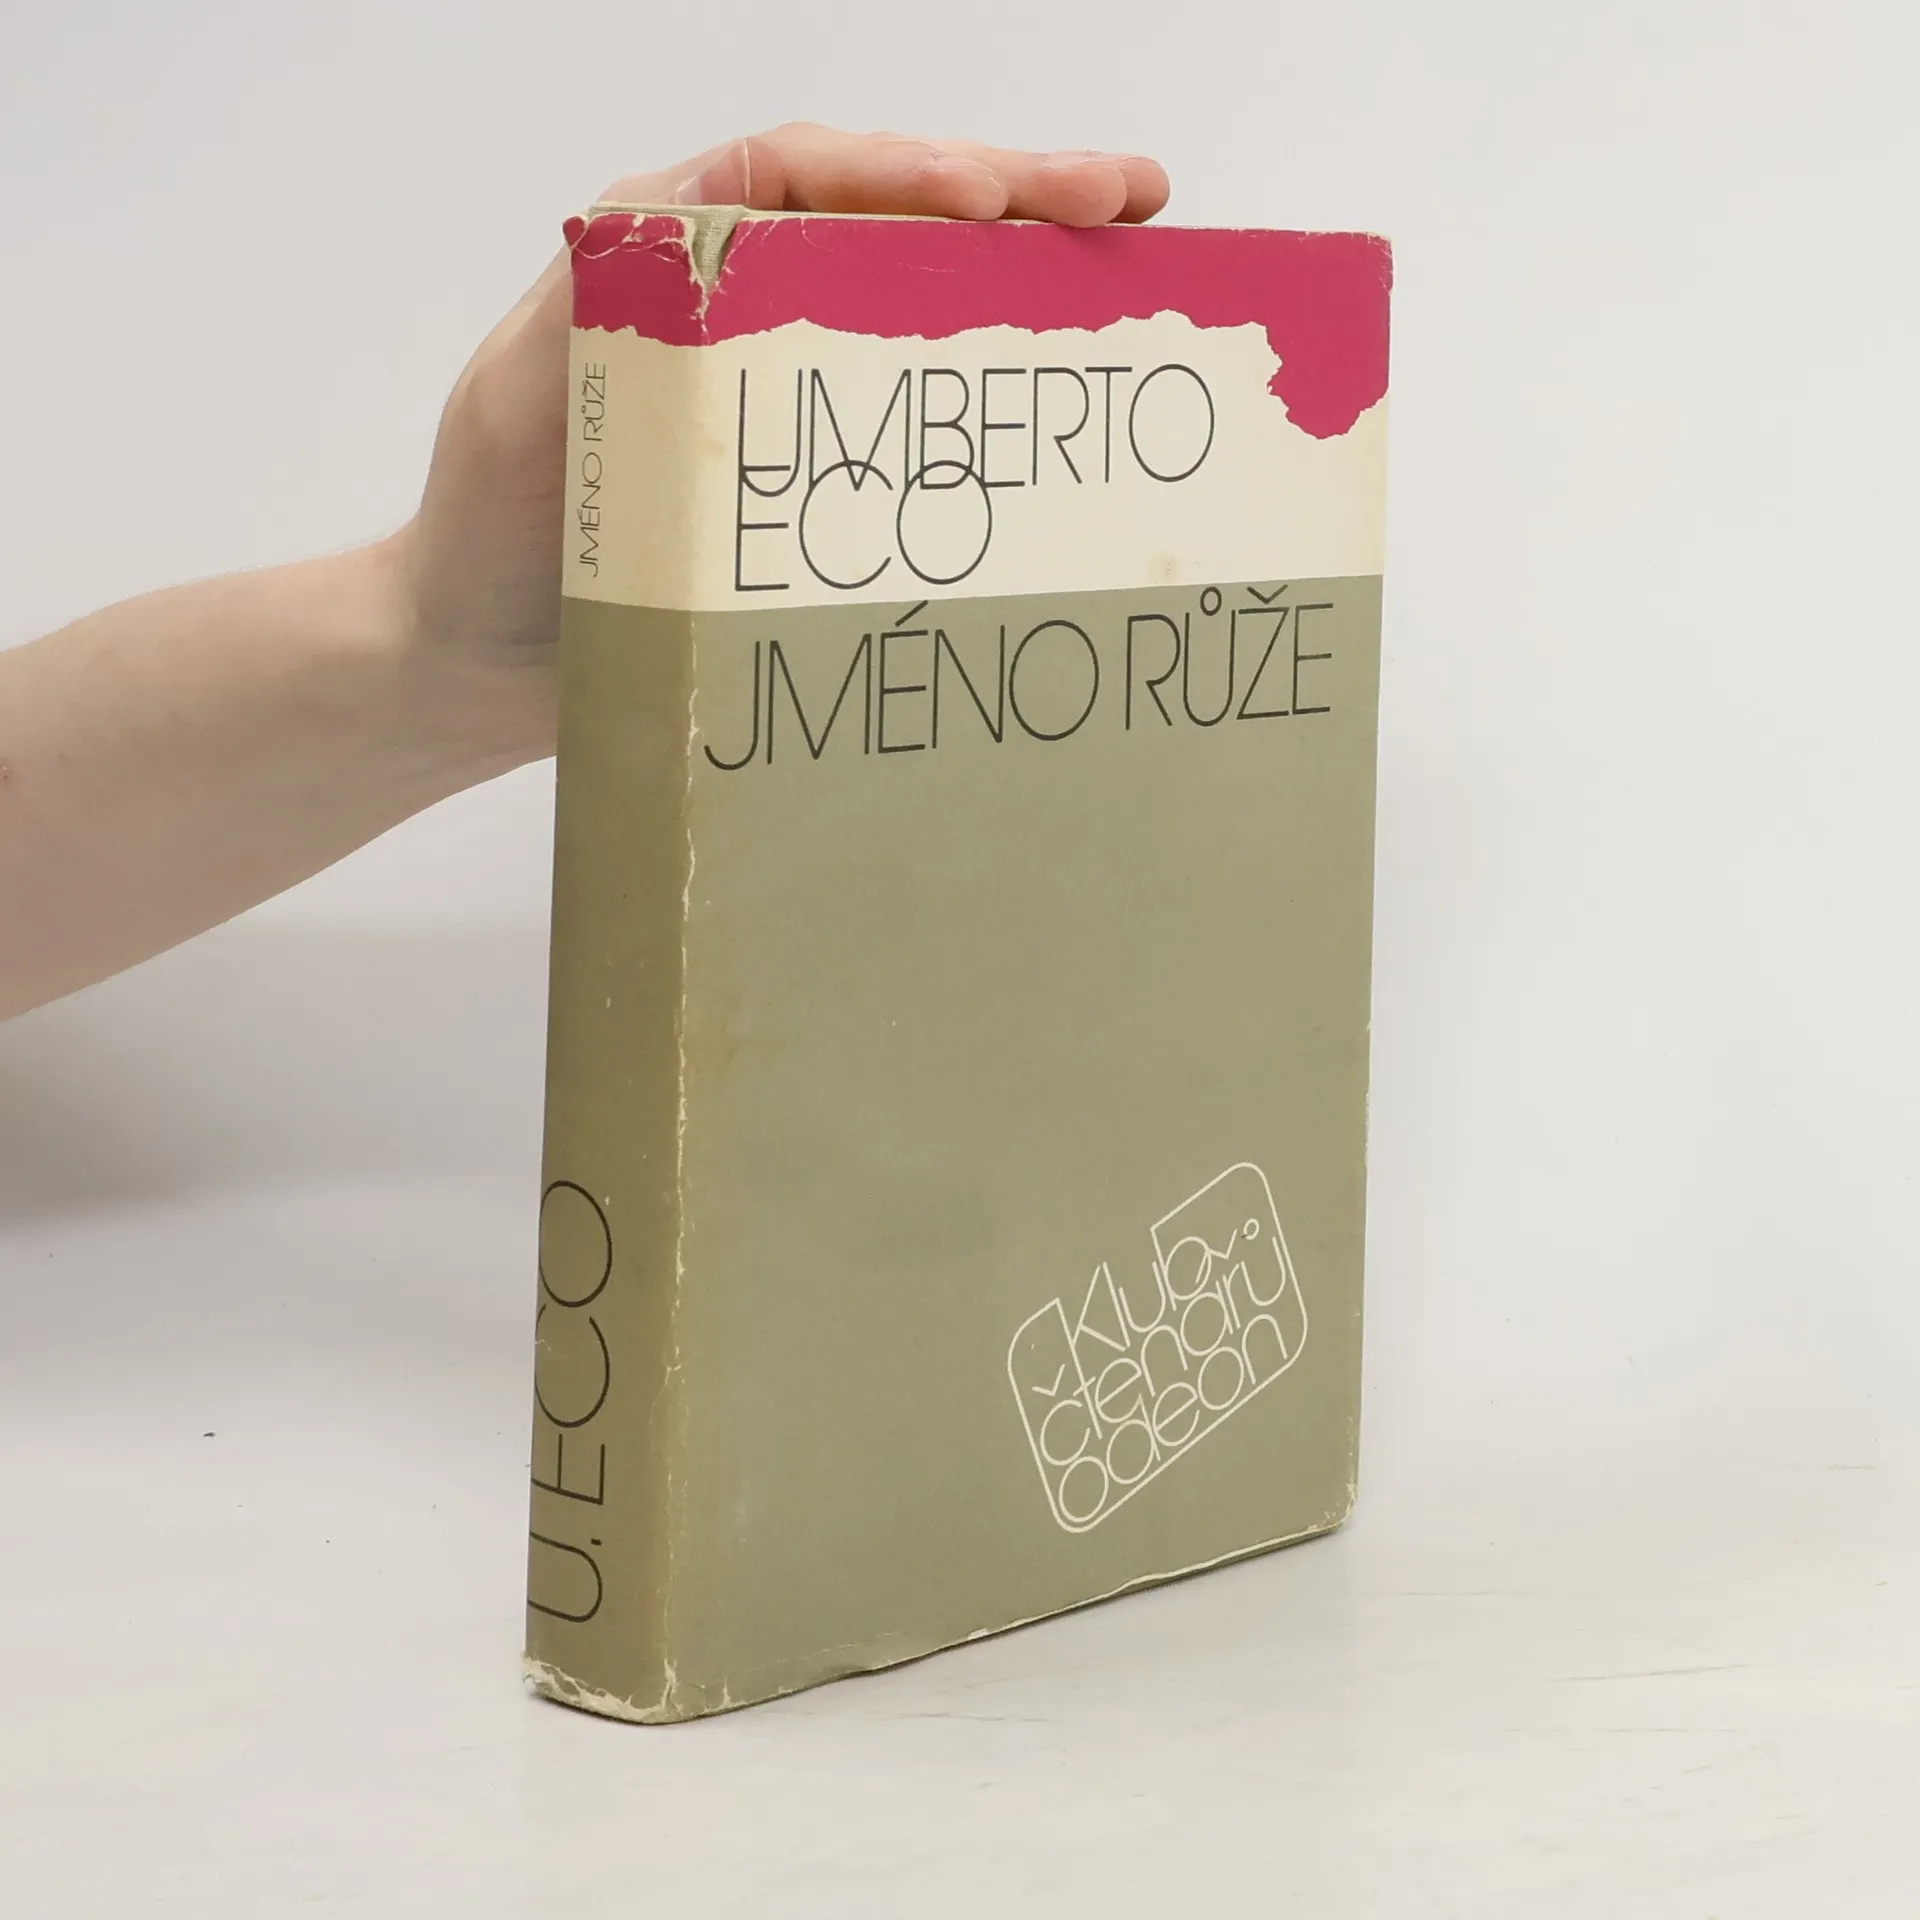 JMÉNO RŮŽE
U. ECO
UMBERTO
ECO
JMÉNO RŮŽE
Klub
čtenářů
odeon